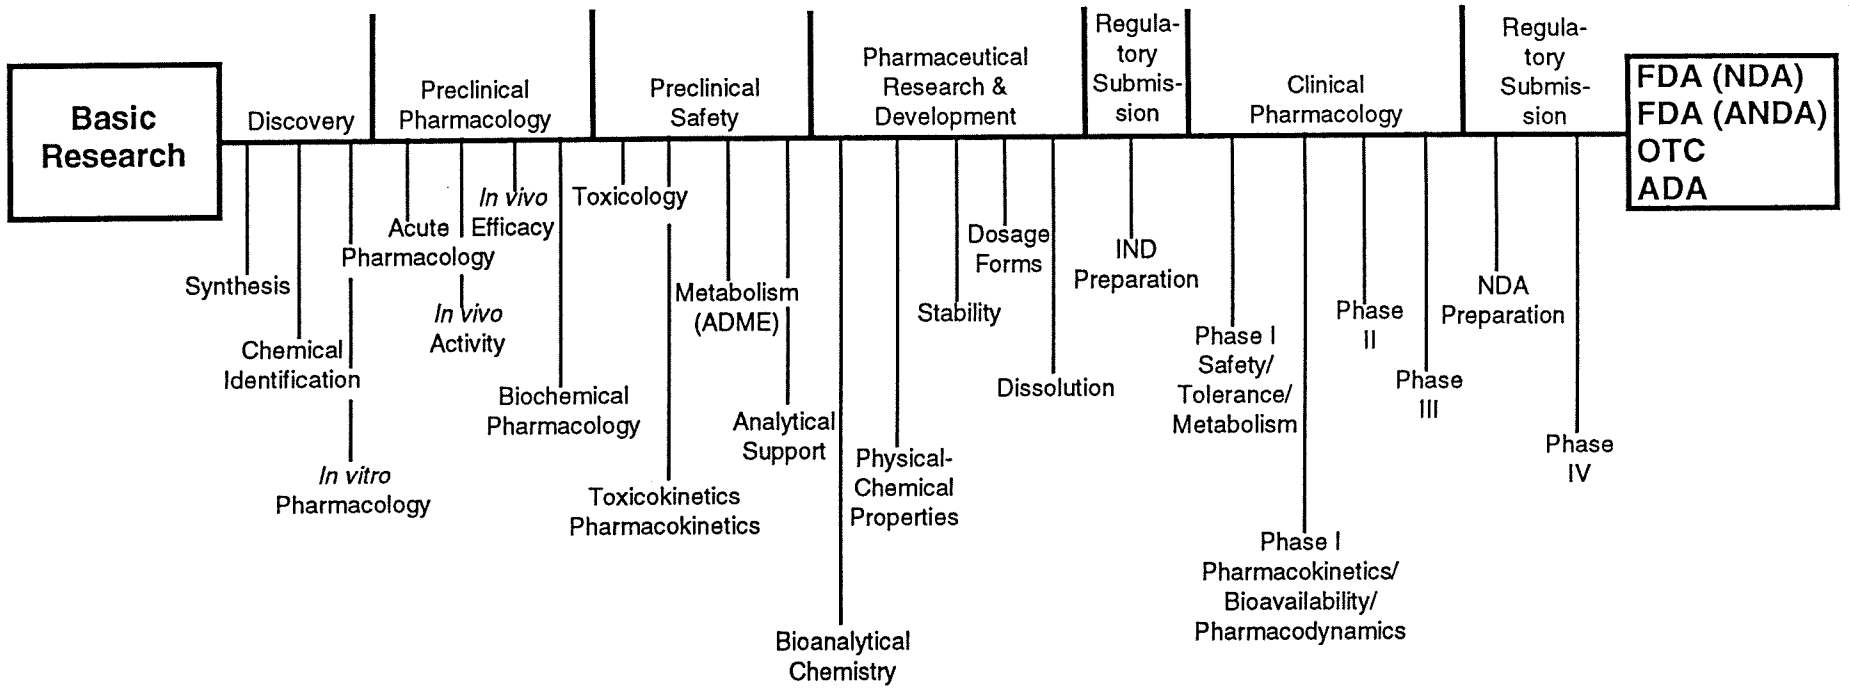 Basic
Research
Discovery
Preclinical
Pharmacology
Preclinical
Safety
Pharmaceutical
Research &
Development
Regula-
tory
Submis-
sion
Clinical
Pharmacology
Regula-
tory
Submis-
sion
FDA (NDA)
FDA (ANDA)
OTC
ADA
Synthesis
Chemical
Identification
In vitro
Pharmacology
Acute
Pharmacology
In vivo
Activity
In vivo
Efficacy
Biochemical
Pharmacology
Toxicology
Toxicokinetics
Pharmacokinetics
Metabolism
(ADME)
Analytical
Support
Bioanalytical
Chemistry
Physical-
Chemical
Properties
Stability
Dosage
Forms
Dissolution
IND
Preparation
Phase I
Safety/
Tolerance/
Metabolism
Phase I
Pharmacokinetics/
Bioavailability/
Pharmacodynamics
Phase
II
Phase
III
NDA
Preparation
Phase
IV